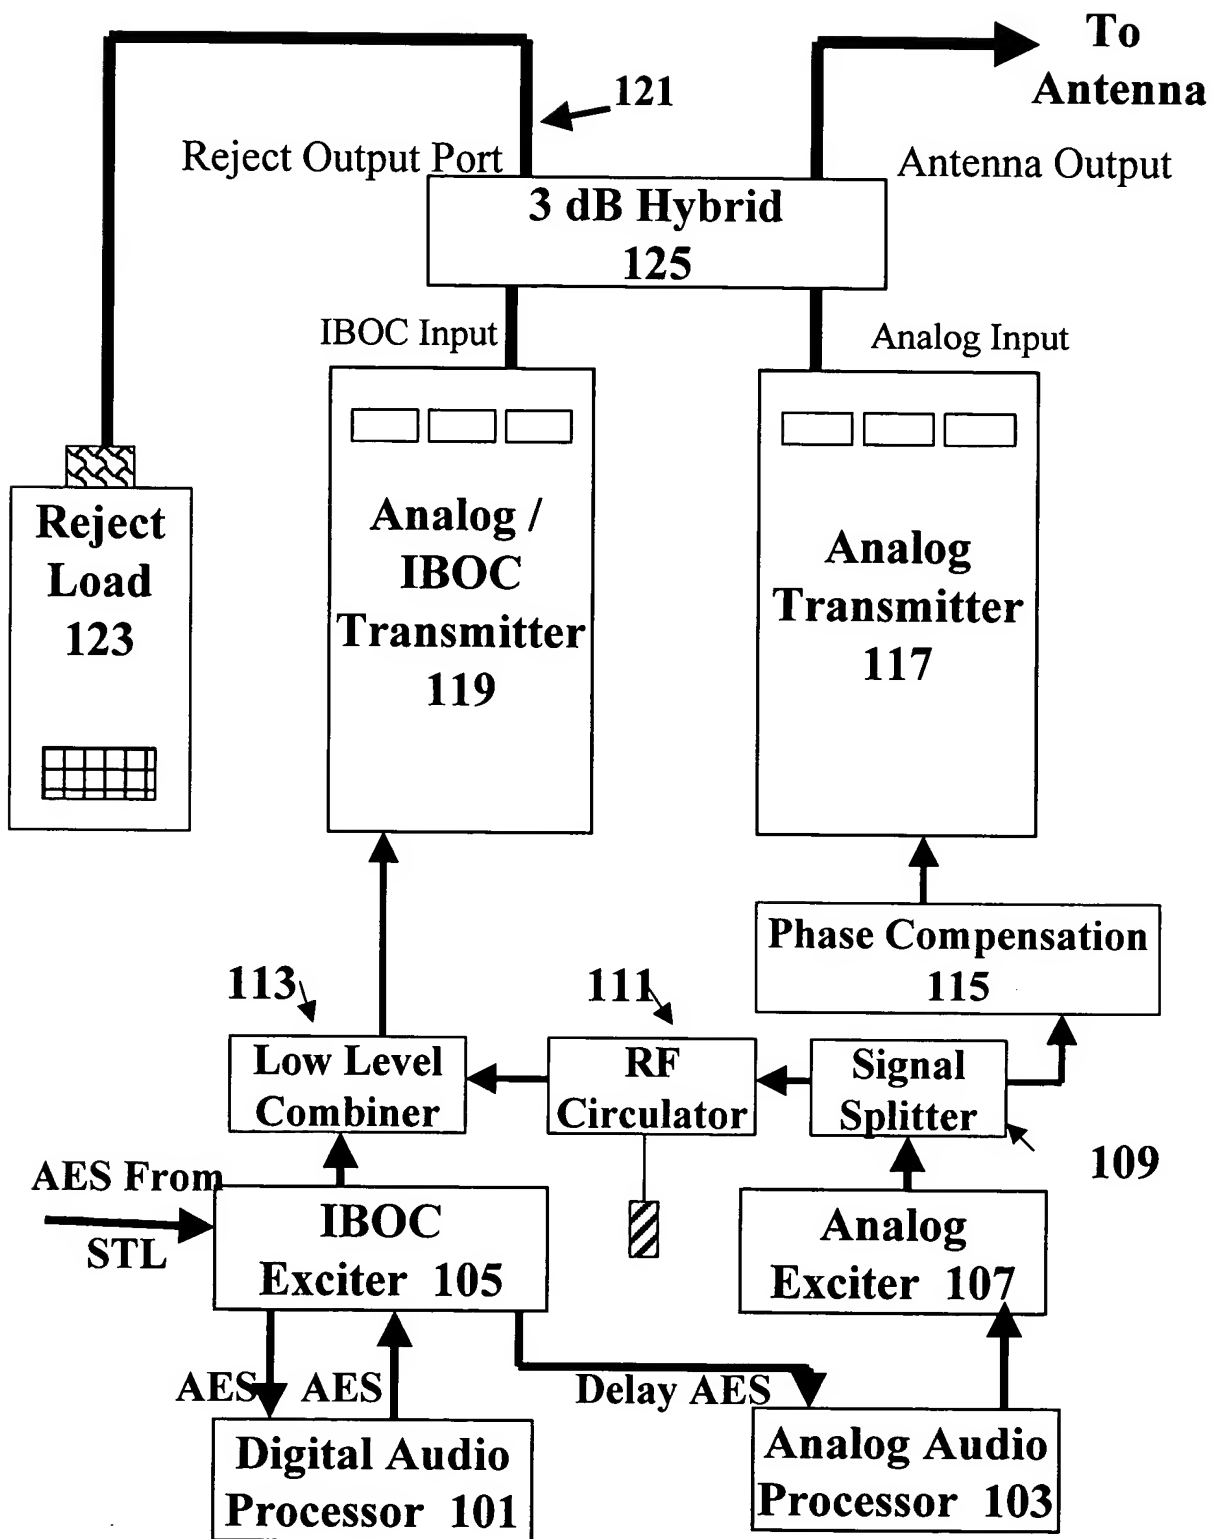 To
Antenna
121
Reject Output Port
Antenna Output
3 dB Hybrid
125
IBOC Input
Analog Input
Reject
Load
123
Analog /
IBOC
Transmitter
119
Analog
Transmitter
117
Phase Compensation
115
113
111
Low Level
Combiner
RF
Circulator
Signal
Splitter
109
AES From
STL
IBOC
Exciter 105
Analog
Exciter 107
AES
AES
Delay AES
Digital Audio
Processor 101
Analog Audio
Processor 103